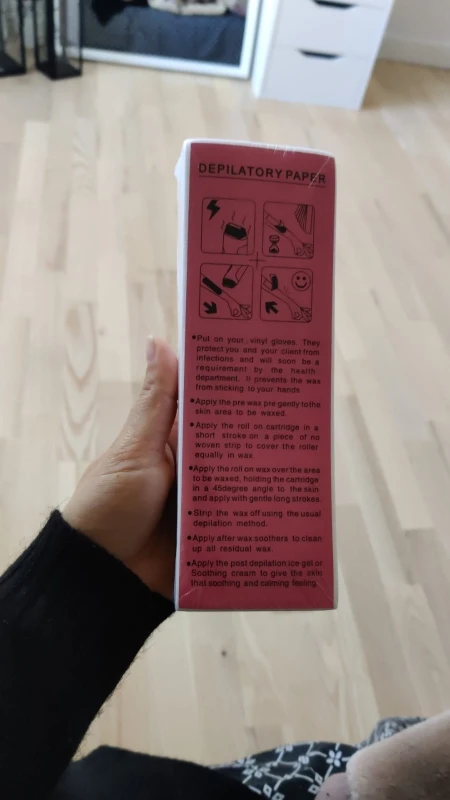 DEPILATORY PAPER
•Put on your vinyl gloves. They
protect you and your client from
infections and will soon be a
requirement by the hearth
department. It presents the wax
from sticking to your hands.
•Apply the pre wax pre gently to the
skin area to be waxed.
•Apply the roll on cartridge in a
short stroke on a piece of no
woven strip to cover the roller
equally in wax
•Apply the roll on wax over the area
to be waxed, holding the cartridge
in a 45degree angle to the skin
and apply with gentle long strokes.
•Strip the wax off using the usual
depilation method.
•Apply after wax soothers to clean
up all residual wax.
•Apply the post depilation ice gel or
Soothing cream to give the skin
that soothing and calming feeling.